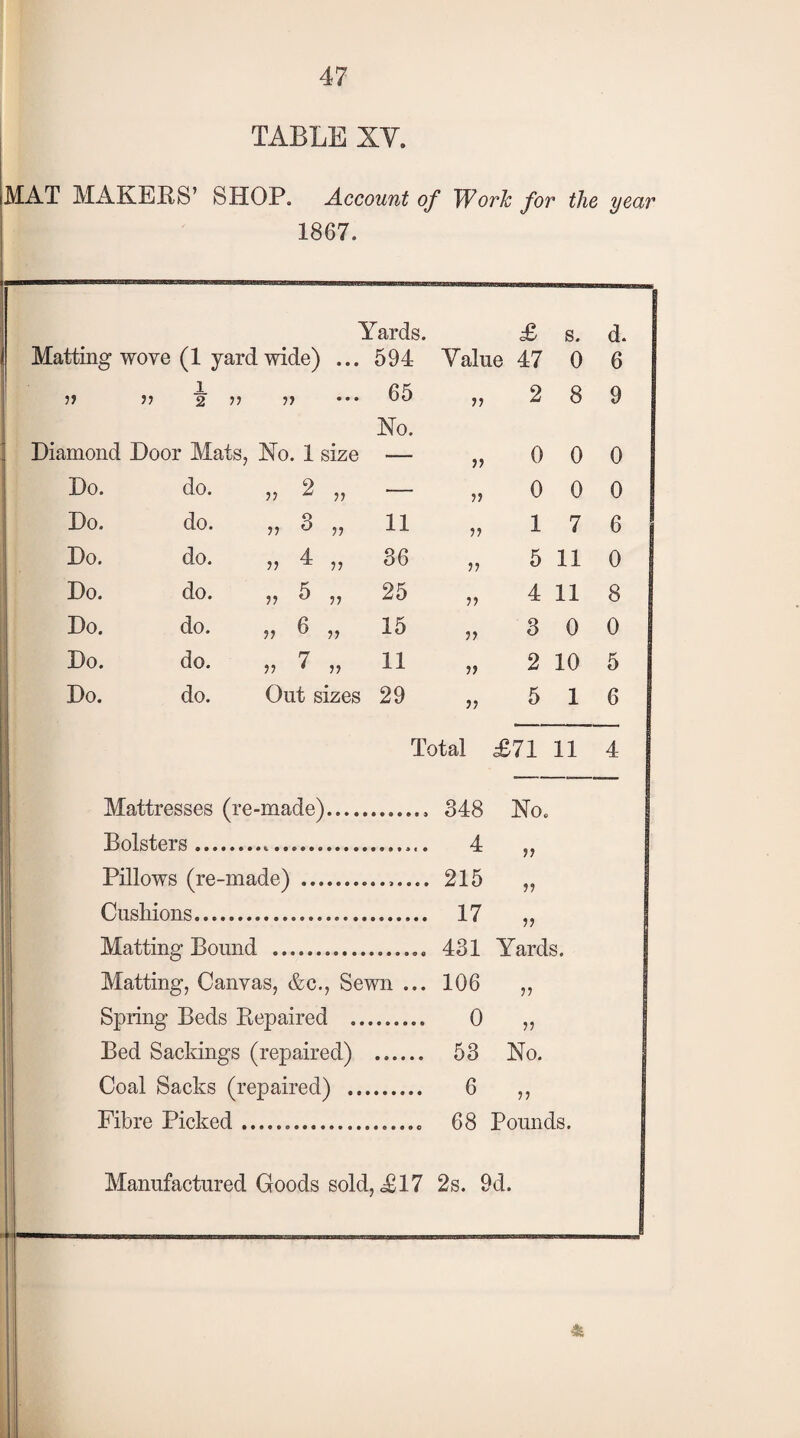 47
TABLE XV.
MAT MAKERS’ SHOP. Account of Work for the year
1867.
Yards. £ s. d.
Matting wove (1 yard wide) ... 594 Value 47 0 6
„ „ ½ „ „ ... 65 „ 2 8 9
No.
Diamond Door Mats, No. 1 size — „ 0 0 0
Do. do. „ 2 „ — „ 0 0 0
Do. do. „ 3 „ 11 „ 1 7 6
Do. do. „ 4 „ 36 „ 5 11 0
Do. do. „ 5 „ 25 „ 4 11 8
Do. do. „ 6 „ 15 „ 3 0 0
Do. do. „ 7 „ 11 „ 2 10 5
Do. do. Out sizes 29 „ 5 1 6
Total £71 11 4
Mattresses (re-made)............. 348 No.
Bolsters........................ 4 „
Pillows (re-made) .............. 215 „
Cushions........................ 17 „
Matting Bound .................. 431 Yards.
Matting, Canvas, &c., Sewn ... 106 „
Spring Beds Repaired ......... 0 „
Bed Sackings (repaired) ...... 53 No.
Coal Sacks (repaired) ......... 6 „
Fibre Picked..................... 68 Pounds.
Manufactured Goods sold, £17 2s. 9d.